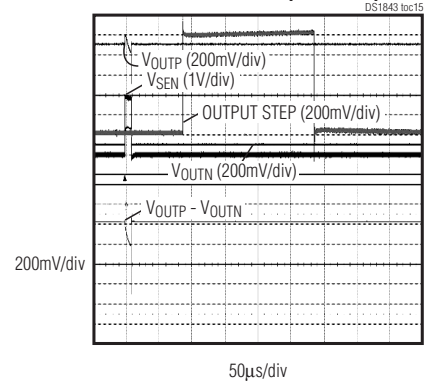 DS1843 toc15
VOUTP (200mV/div)
VSEN (1V/div)
OUTPUT STEP (200mV/div)
VOUTN (200mV/div)
VOUTP - VOUTN
200mV/div
50µs/div